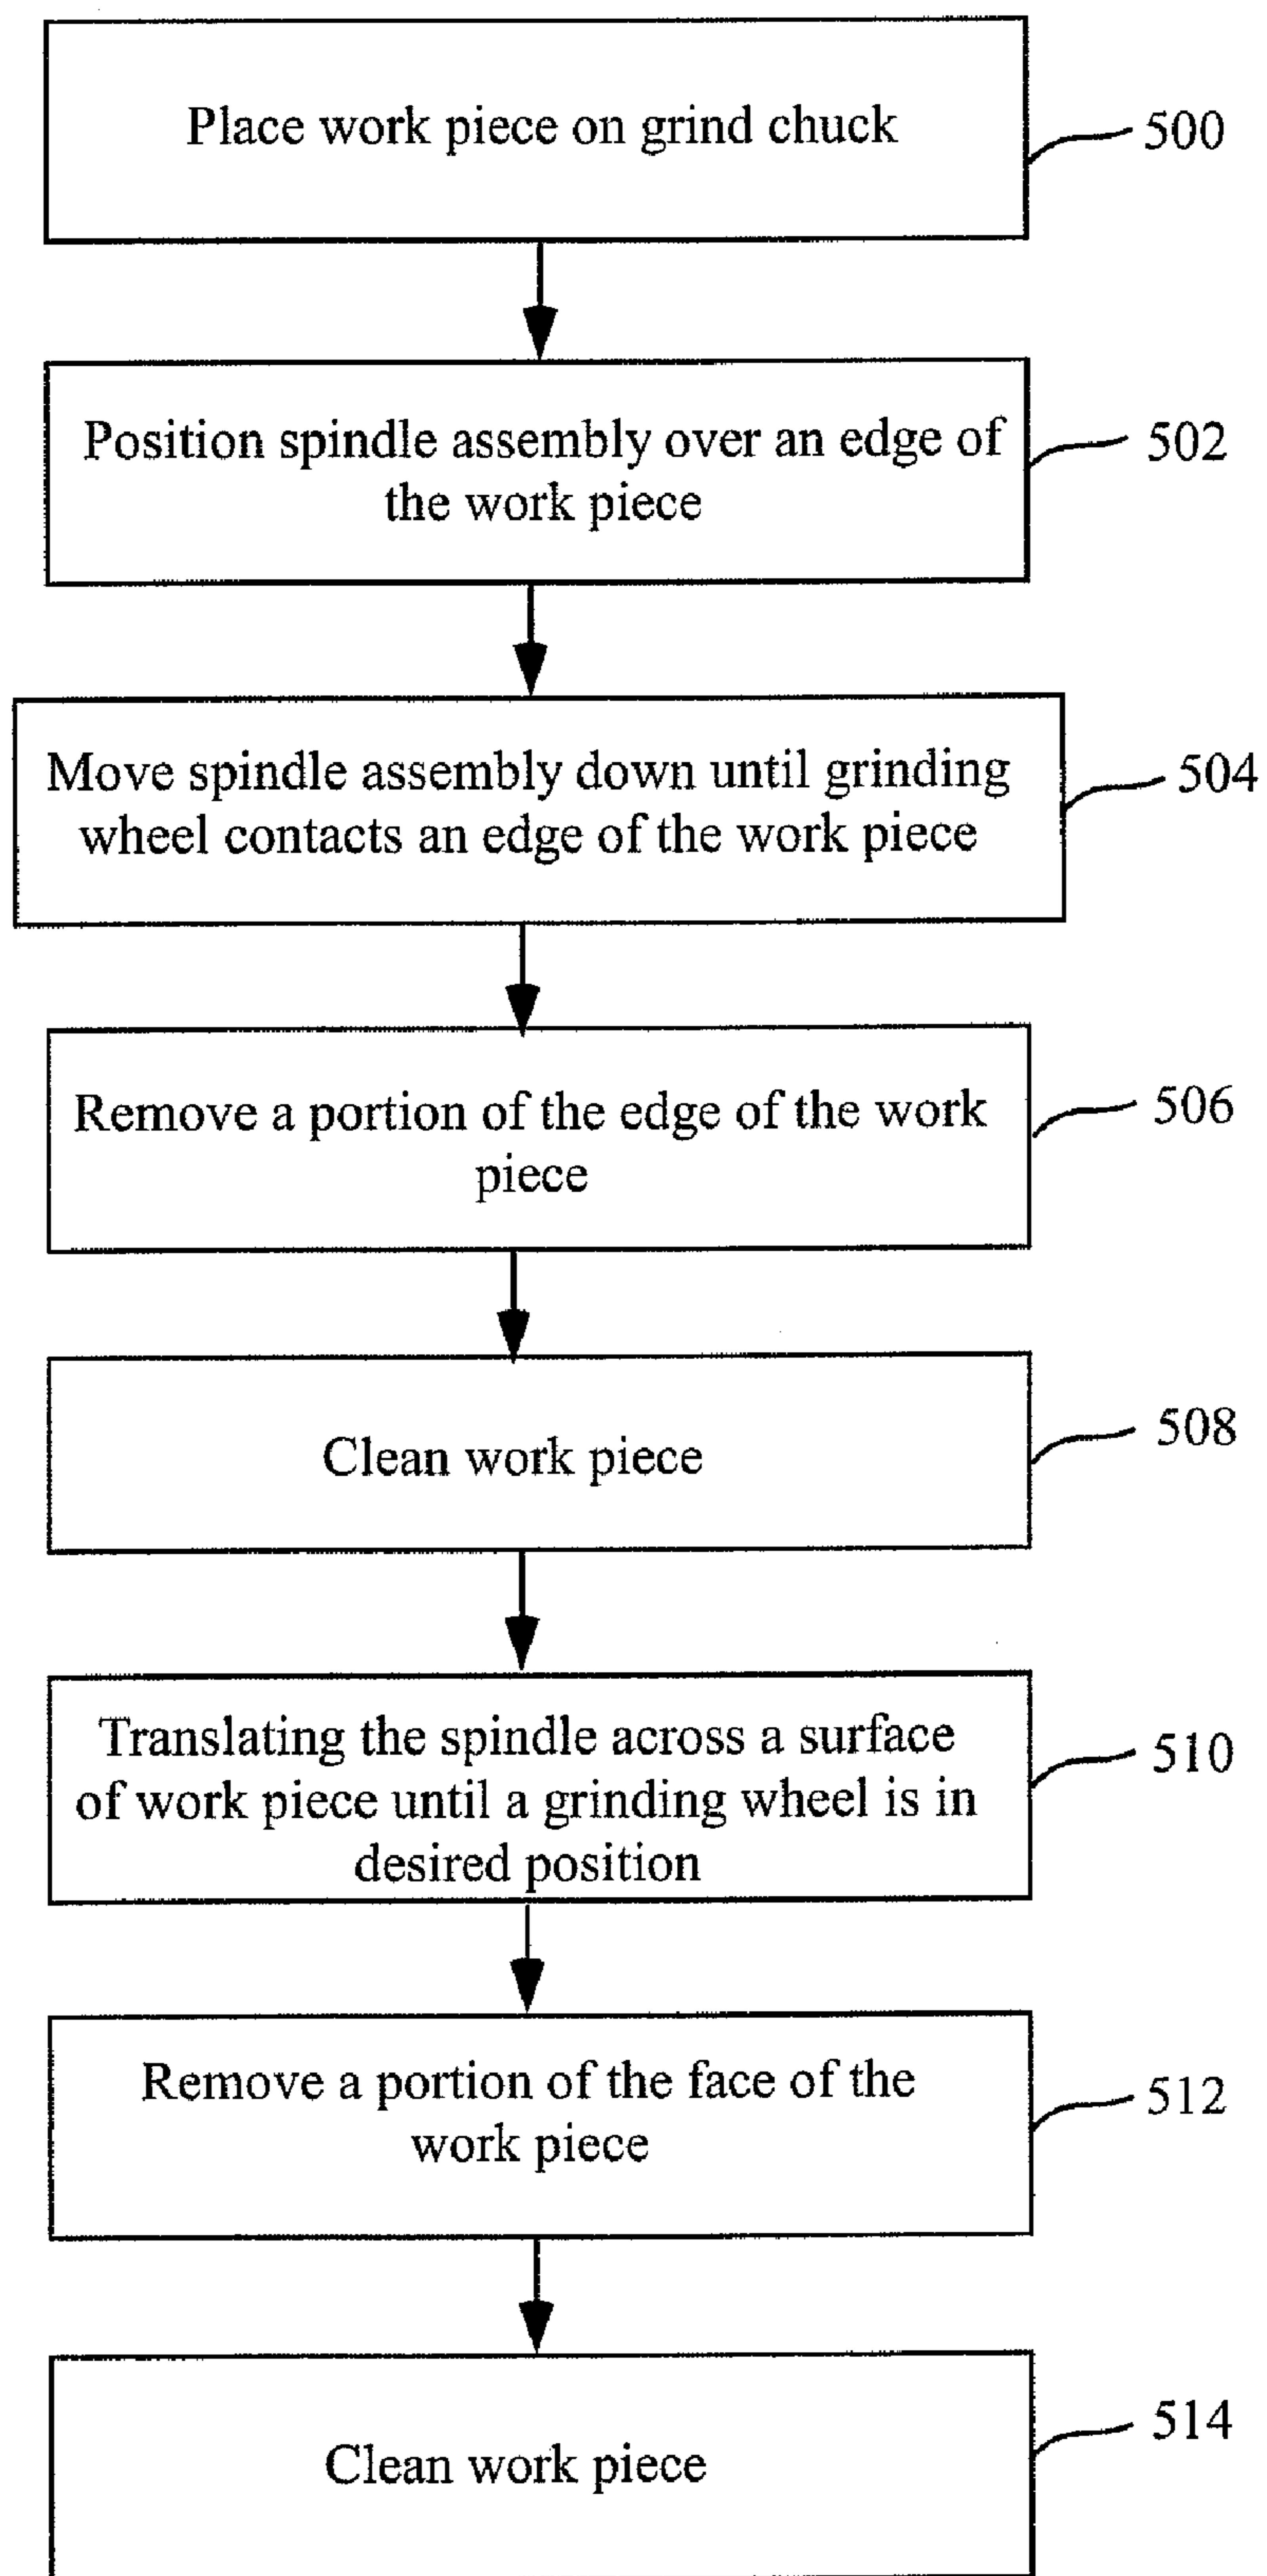 Place work piece on grind chuck
500
Position spindle assembly over an edge of
the work piece
502
Move spindle assembly down until grinding
wheel contacts an edge of the work piece
504
Remove a portion of the edge of the work
piece
506
Clean work piece
508
Translating the spindle across a surface
of work piece until a grinding wheel is in
desired position
510
Remove a portion of the face of the
work piece
512
Clean work piece
514